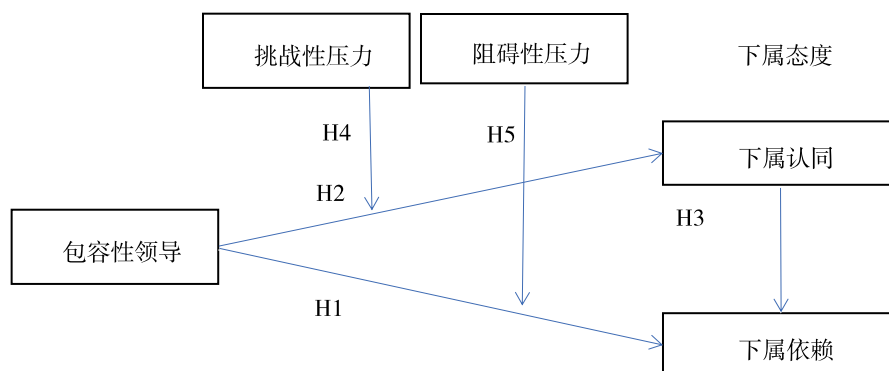 挑战性压力
阻碍性压力
下属态度
H4
H5
下属认同
H2
H3
包容性领导
H1
下属依赖